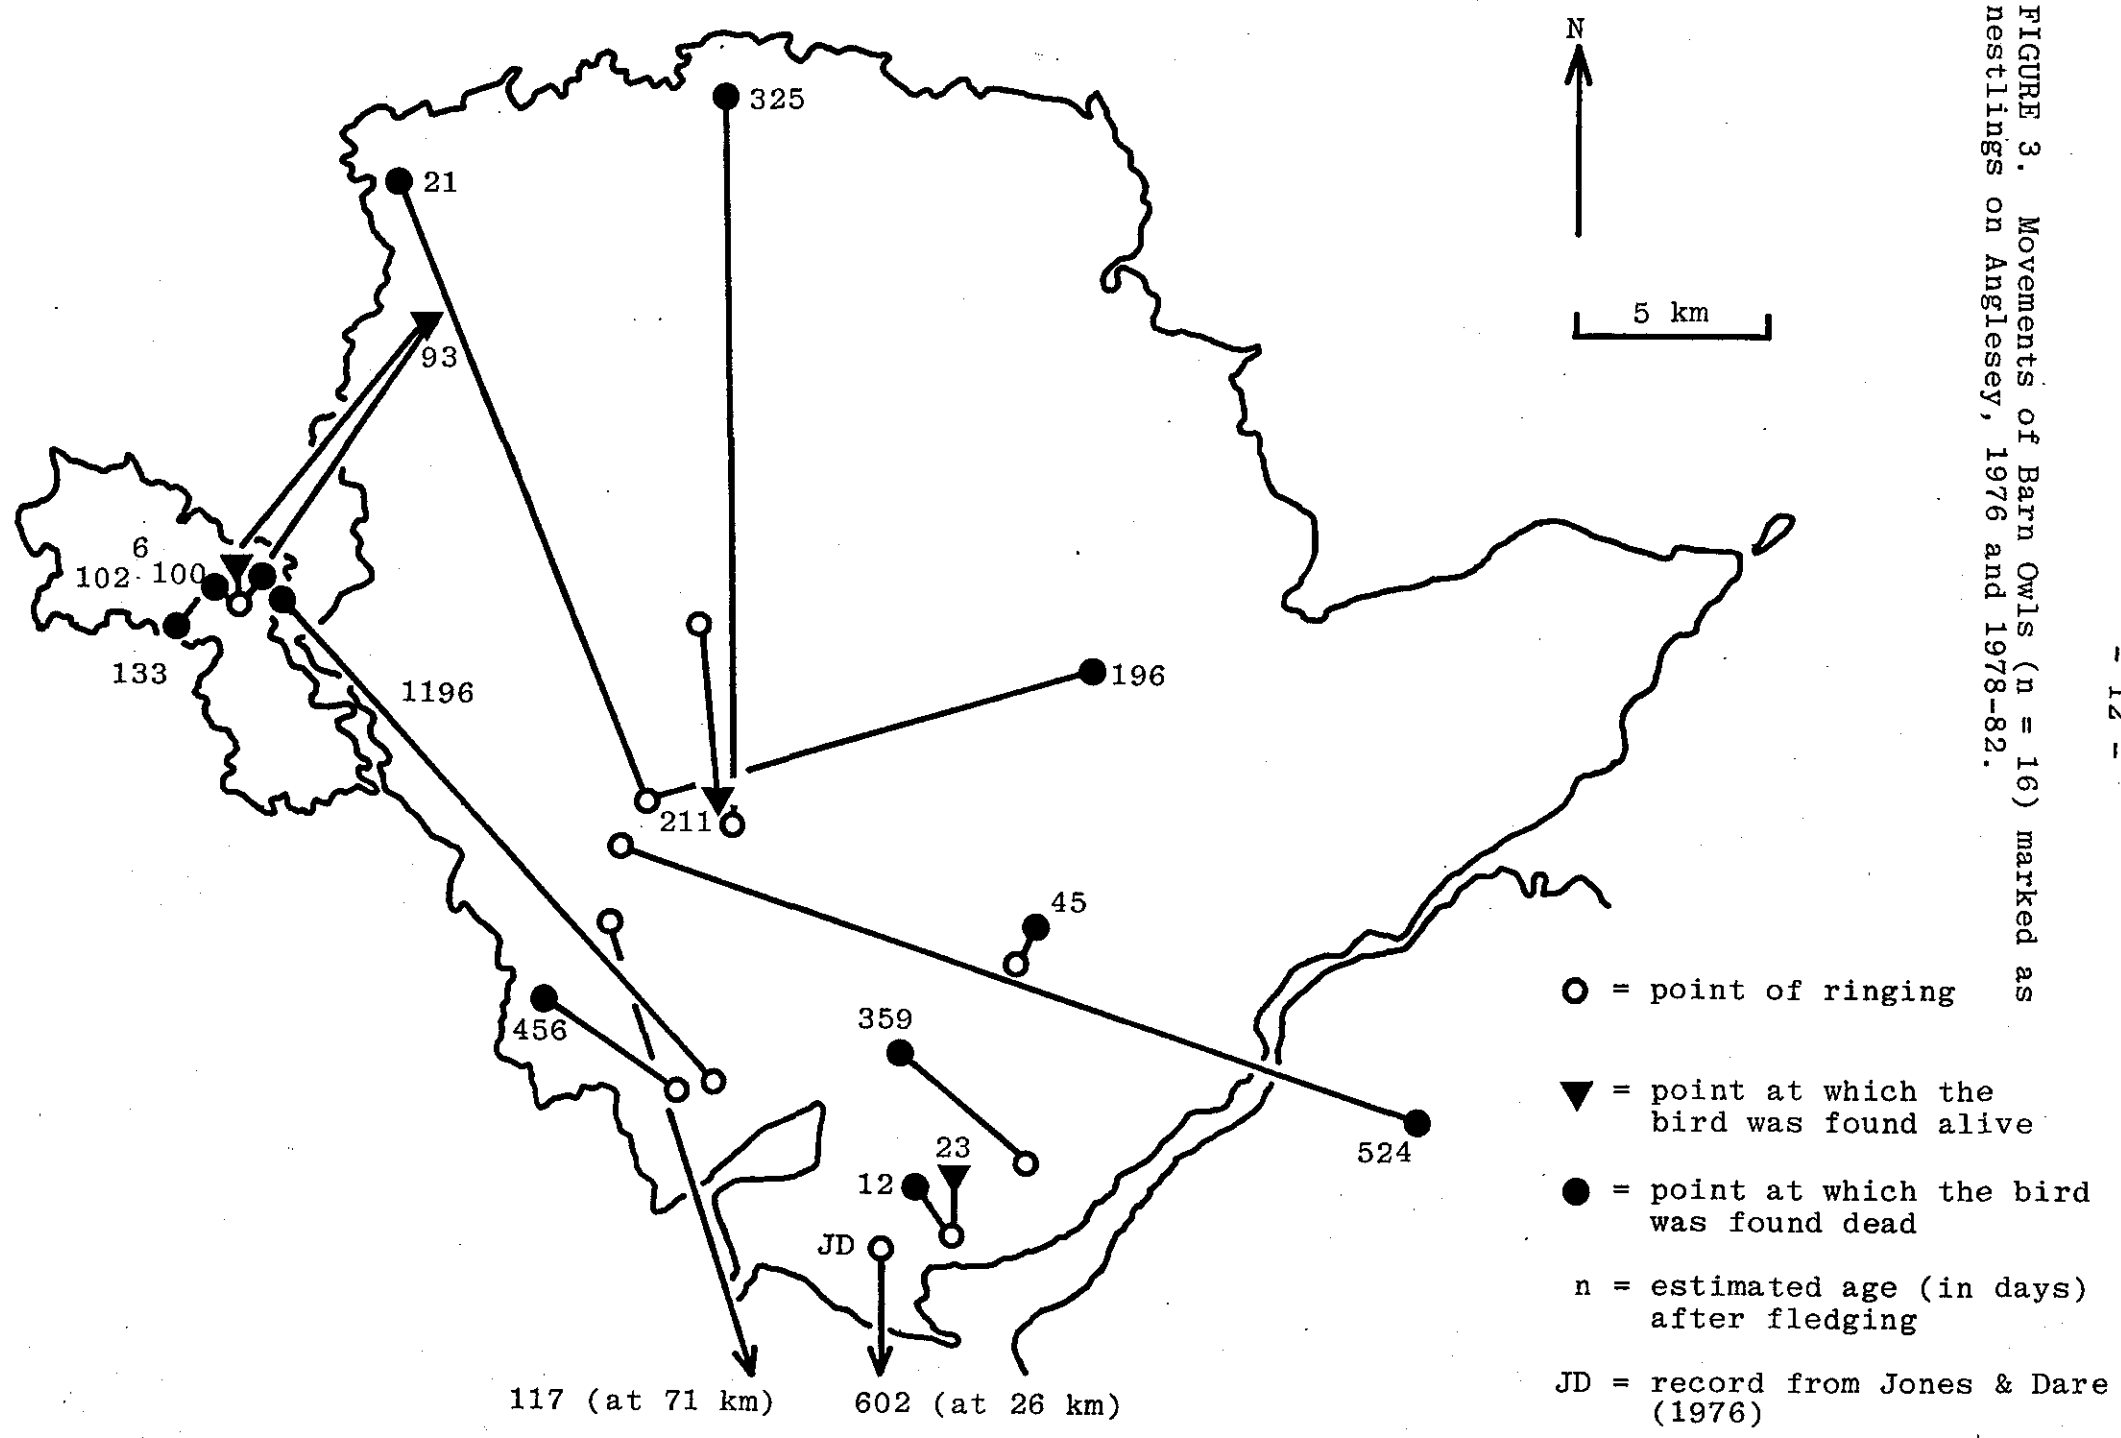 FIGURE 3. Movements of Barn Owls (n = 16) marked as
nestlings on Anglesey, 1976 and 1978-82.
- 12 -
N
5 km
325
21
93
6
102
100
133
1196
196
211
45
359
456
524
23
12
JD
117 (at 71 km)
602 (at 26 km)
= point of ringing
= point at which the
bird was found alive
= point at which the bird
was found dead
n = estimated age (in days)
after fledging
JD = record from Jones & Dare
(1976)